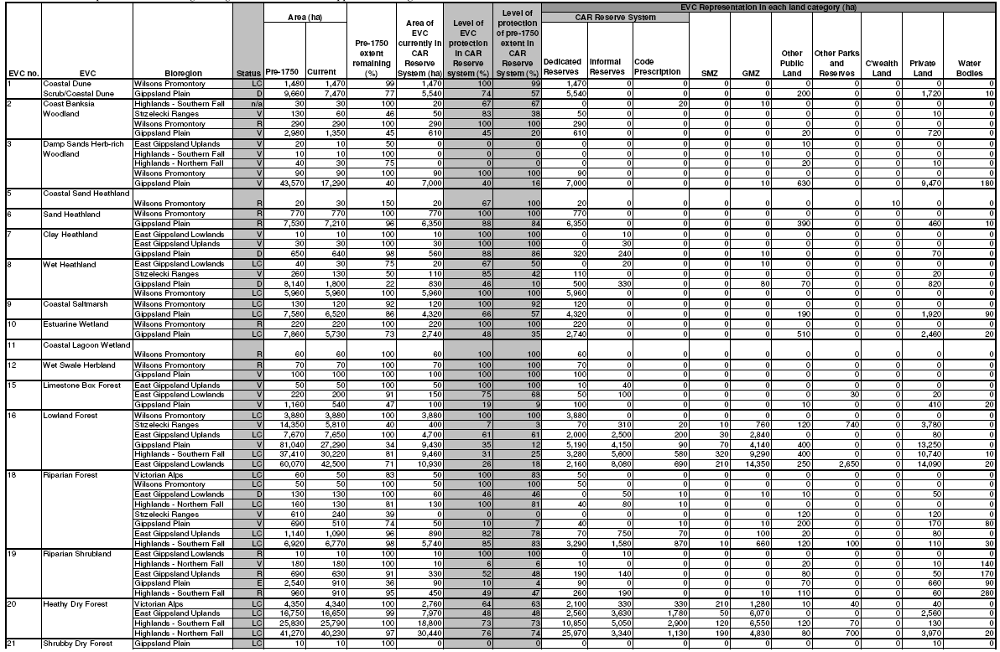 EVC Representation in each land category (ha)
Area (ha)
CAR Reserve System
EVC no. EVC Bioregion Status Pre-1750 Current
Pre-1750 extent remaining (%)
Area of EVC currently in CAR Reserve System (ha)
Level of EVC protection in CAR Reserve system (%)
Level of protection of pre-1750 extent in CAR Reserve System (%)
Dedicated Reserves
Informal Reserves
Code Prescription
SMZ
GMZ
Other Public Land
Other Parks and Reserves
C'wealth Land
Private Land
Water Bodies
1 Coastal Dune Wilsons Promontory LC 1,480 1,470 99 1,470 100 99 1,470 0 0 0 0 0 0 0 0 0
Scrub/Coastal Dune Gippsland Plain D 9,660 7,470 77 5,540 74 57 5,540 0 0 0 0 200 0 0 1,720 10
2 Coast Banksia Highlands - Southern Fall n/a 30 30 100 20 67 67 0 0 20 0 10 0 0 0 0 0
Woodland Strzelecki Ranges V 130 60 46 50 83 38 50 0 0 0 0 0 0 0 10 0
Wilsons Promontory R 290 290 100 290 100 100 290 0 0 0 0 0 0 0 0 0
Gippsland Plain V 2,980 1,350 45 610 45 20 610 0 0 0 0 20 0 0 720 0
3 Damp Sands Herb-rich East Gippsland Uplands V 20 10 50 0 0 0 0 0 0 0 0 10 0 0 0 0
Woodland Highlands - Southern Fall V 10 10 100 0 0 0 0 0 0 0 10 0 0 0 0 0
Highlands - Northern Fall V 40 30 75 0 0 0 0 0 0 0 0 20 0 0 10 0
Wilsons Promontory V 90 90 100 90 100 100 90 0 0 0 0 0 0 0 0 0
Gippsland Plain V 43,570 17,290 40 7,000 40 16 7,000 0 0 0 10 630 0 0 9,470 180
5 Coastal Sand Heathland
Wilsons Promontory R 20 30 150 20 67 100 20 0 0 0 0 0 0 10 0 0
6 Sand Heathland Wilsons Promontory R 770 770 100 770 100 100 770 0 0 0 0 0 0 0 0 0
Gippsland Plain R 7,530 7,210 96 6,350 88 84 6,350 0 0 0 0 390 0 0 460 10
7 Clay Heathland East Gippsland Lowlands V 10 10 100 10 100 100 0 10 0 0 0 0 0 0 0 0
East Gippsland Uplands V 30 30 100 30 100 100 0 30 0 0 0 0 0 0 0 0
Gippsland Plain D 650 640 98 560 88 86 320 240 0 0 10 0 0 0 70 0
8 Wet Heathland East Gippsland Lowlands LC 40 30 75 20 67 50 0 20 0 0 10 0 0 0 0 0
Strzelecki Ranges V 260 130 50 110 85 42 110 0 0 0 0 0 0 0 20 0
Gippsland Plain D 8,140 1,800 22 830 46 10 500 330 0 0 80 70 0 0 820 0
Wilsons Promontory LC 5,960 5,960 100 5,960 100 100 5,960 0 0 0 0 0 0 0 0 0
9 Coastal Saltmarsh Wilsons Promontory LC 130 120 92 120 100 92 120 0 0 0 0 0 0 0 0 0
Gippsland Plain LC 7,580 6,520 86 4,320 66 57 4,320 0 0 0 0 190 0 0 1,920 90
10 Estuarine Wetland Wilsons Promontory R 220 220 100 220 100 100 220 0 0 0 0 0 0 0 0 0
Gippsland Plain LC 7,860 5,730 73 2,740 48 35 2,740 0 0 0 0 510 0 0 2,460 20
11 Coastal Lagoon Wetland
Wilsons Promontory R 60 60 100 60 100 100 60 0 0 0 0 0 0 0 0 0
12 Wet Swale Herbland Wilsons Promontory R 70 70 100 70 100 100 70 0 0 0 0 0 0 0 0 0
Gippsland Plain V 100 100 100 100 100 100 100 0 0 0 0 0 0 0 0 0
15 Limestone Box Forest East Gippsland Uplands V 50 50 100 50 100 100 10 40 0 0 0 0 0 0 0 0
East Gippsland Lowlands V 220 200 91 150 75 68 50 100 0 0 0 0 30 0 20 0
Gippsland Plain V 1,160 540 47 100 19 9 100 0 0 0 0 10 0 0 410 20
16 Lowland Forest Wilsons Promontory LC 3,880 3,880 100 3,880 100 100 3,880 0 0 0 0 0 0 0 0 0
Strzelecki Ranges V 14,350 5,810 40 400 7 3 70 310 20 10 760 120 740 0 3,780 0
East Gippsland Uplands LC 7,670 7,650 100 4,700 61 61 2,000 2,500 200 30 2,840 0 0 0 80 0
Gippsland Plain V 81,040 27,290 34 9,430 35 12 5,190 4,150 90 70 4,140 400 0 0 13,250 0
Highlands - Southern Fall LC 37,410 30,220 81 9,460 31 25 3,280 5,600 580 320 9,290 400 0 0 10,740 10
East Gippsland Lowlands LC 60,070 42,500 71 10,930 26 18 2,160 8,080 690 210 14,350 250 2,650 0 14,090 20
18 Riparian Forest Victorian Alps LC 60 50 83 50 100 83 50 0 0 0 0 0 0 0 0 0
Wilsons Promontory LC 50 50 100 50 100 100 50 0 0 0 0 0 0 0 0 0
East Gippsland Lowlands D 130 130 100 60 46 46 0 50 10 0 10 10 0 0 50 0
Highlands - Northern Fall LC 160 130 81 130 100 81 40 80 10 0 0 0 0 0 0 0
Strzelecki Ranges V 610 240 39 0 0 0 0 0 0 0 0 120 0 0 120 0
Gippsland Plain V 690 510 74 50 10 7 40 0 10 0 10 200 0 0 170 80
East Gippsland Uplands LC 1,140 1,090 96 890 82 78 70 750 70 0 100 20 0 0 80 0
Highlands - Southern Fall LC 6,920 6,770 98 5,740 85 83 3,290 1,580 870 10 660 120 100 0 110 30
19 Riparian Shrubland East Gippsland Lowlands R 10 10 100 10 100 100 0 10 0 0 0 0 0 0 0 0
Highlands - Northern Fall V 180 180 100 10 6 6 10 0 0 0 0 20 0 0 10 140
East Gippsland Uplands R 690 630 91 330 52 48 190 140 0 0 0 80 0 0 50 170
Gippsland Plain E 2,540 910 36 90 10 4 90 0 0 0 0 70 0 0 660 90
Highlands - Southern Fall R 960 910 95 450 49 47 260 190 0 0 10 110 0 0 60 280
20 Heathy Dry Forest Victorian Alps LC 4,350 4,340 100 2,760 64 63 2,100 330 330 210 1,280 10 40 0 40 0
East Gippsland Uplands LC 16,750 16,650 99 7,970 48 48 2,560 3,630 1,780 50 6,070 0 0 0 2,560 0
Highlands - Southern Fall LC 25,830 25,790 100 18,800 73 73 10,850 5,050 2,900 120 6,550 120 70 0 130 0
Highlands - Northern Fall LC 41,270 40,230 97 30,440 76 74 25,970 3,340 1,130 190 4,830 80 700 0 3,970 20
21 Shrubby Dry Forest Gippsland Plain LC 10 10 100 0 0 0 0 0 0 0 0 0 0 0 10 0